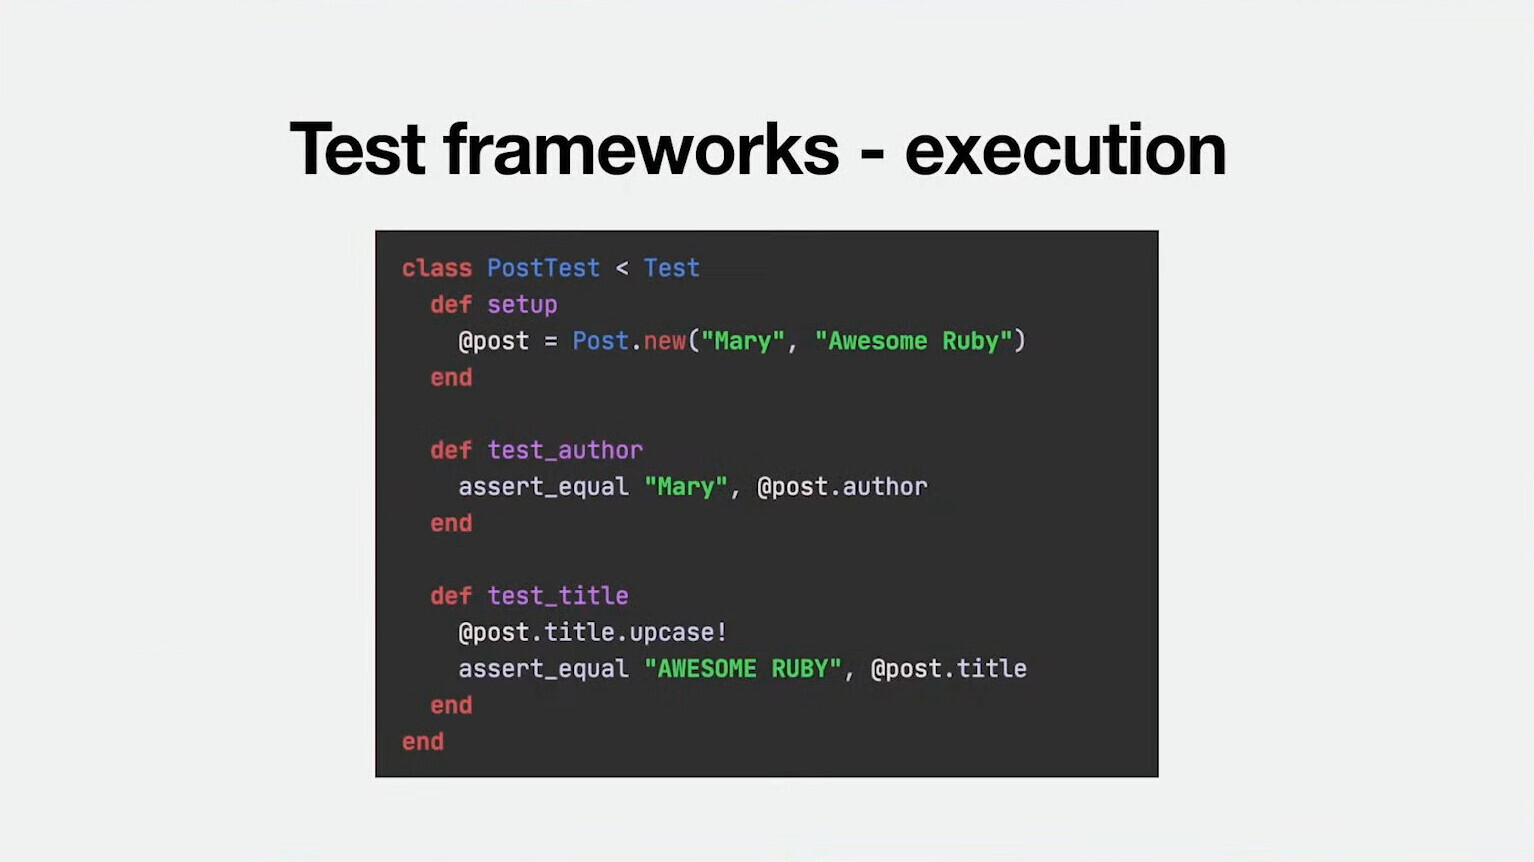 Test frameworks - execution
class PostTest < Test
  def setup
    @post = Post.new("Mary", "Awesome Ruby")
  end
  def test_author
    assert_equal "Mary", @post.author
  end
  def test_title
    @post.title.upcase!
    assert_equal "AWESOME RUBY", @post.title
  end
end